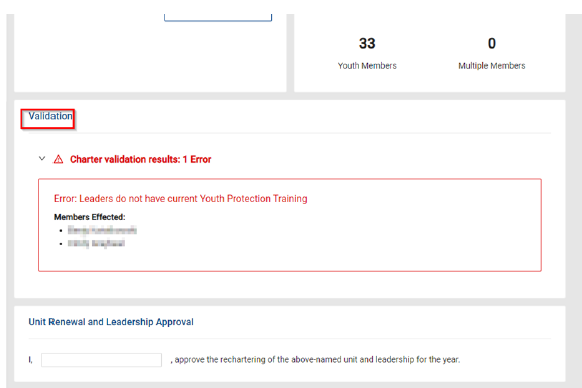 33
0
Youth Members
Multiple Members
Validation
Charter validation results: 1 Error
Error: Leaders do not have current Youth Protection Training
Members Effected:
Unit Renewal and Leadership Approval
I, , approve the rechartering of the above-named unit and leadership for the year.